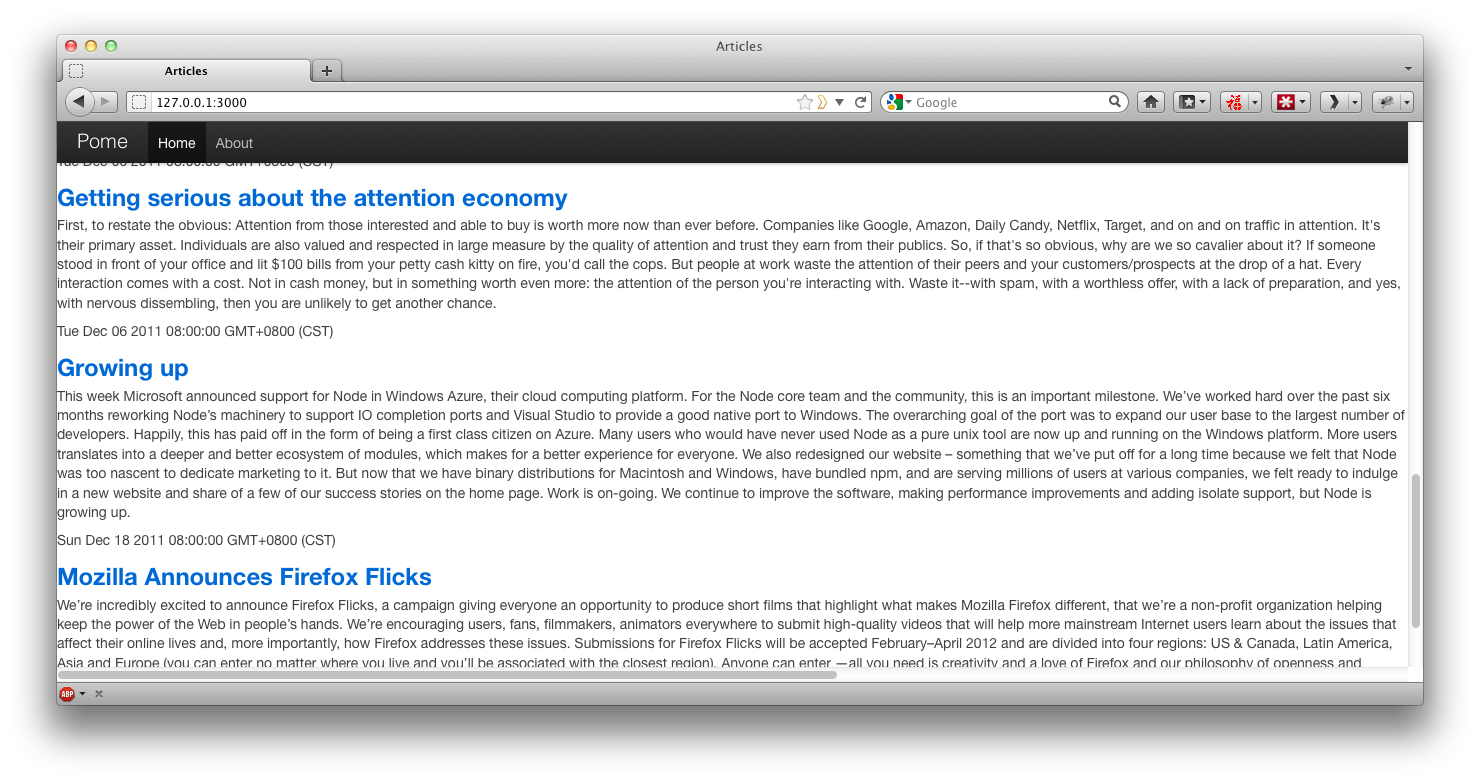 Articles
Articles
127.0.0.1:3000
Google
Pome Home About
Tue Dec 06 2011 08:00:00 GMT+0800 (CST)
Getting serious about the attention economy
First, to restate the obvious: Attention from those interested and able to buy is worth more now than ever before. Companies like Google, Amazon, Daily Candy, Netflix, Target, and on and on traffic in attention. It's
their primary asset. Individuals are also valued and respected in large measure by the quality of attention and trust they earn from their publics. So, if that's so obvious, why are we so cavalier about it? If someone
stood in front of your office and lit $100 bills from your petty cash kitty on fire, you'd call the cops. But people at work waste the attention of their peers and your customers/prospects at the drop of a hat. Every
interaction comes with a cost. Not in cash money, but in something worth even more: the attention of the person you're interacting with. Waste it--with spam, with a worthless offer, with a lack of preparation, and yes,
with nervous dissembling, then you are unlikely to get another chance.
Tue Dec 06 2011 08:00:00 GMT+0800 (CST)
Growing up
This week Microsoft announced support for Node in Windows Azure, their cloud computing platform. For the Node core team and the community, this is an important milestone. We’ve worked hard over the past six
months reworking Node’s machinery to support IO completion ports and Visual Studio to provide a good native port to Windows. The overarching goal of the port was to expand our user base to the largest number of
developers. Happily, this has paid off in the form of being a first class citizen on Azure. Many users who would have never used Node as a pure unix tool are now up and running on the Windows platform. More users
translates into a deeper and better ecosystem of modules, which makes for a better experience for everyone. We also redesigned our website – something that we’ve put off for a long time because we felt that Node
was too nascent to dedicate marketing to it. But now that we have binary distributions for Macintosh and Windows, have bundled npm, and are serving millions of users at various companies, we felt ready to indulge
in a new website and share of a few of our success stories on the home page. Work is on-going. We continue to improve the software, making performance improvements and adding isolate support, but Node is
growing up.
Sun Dec 18 2011 08:00:00 GMT+0800 (CST)
Mozilla Announces Firefox Flicks
We’re incredibly excited to announce Firefox Flicks, a campaign giving everyone an opportunity to produce short films that highlight what makes Mozilla Firefox different, that we’re a non-profit organization helping
keep the power of the Web in people’s hands. We’re encouraging users, fans, filmmakers, animators everywhere to submit high-quality videos that will help more mainstream Internet users learn about the issues that
affect their online lives and, more importantly, how Firefox addresses these issues. Submissions for Firefox Flicks will be accepted February–April 2012 and are divided into four regions: US & Canada, Latin America,
Asia and Europe (you can enter no matter where you live and you’ll be associated with the closest region). Anyone can enter —all you need is creativity and a love of Firefox and our philosophy of openness and
ABP